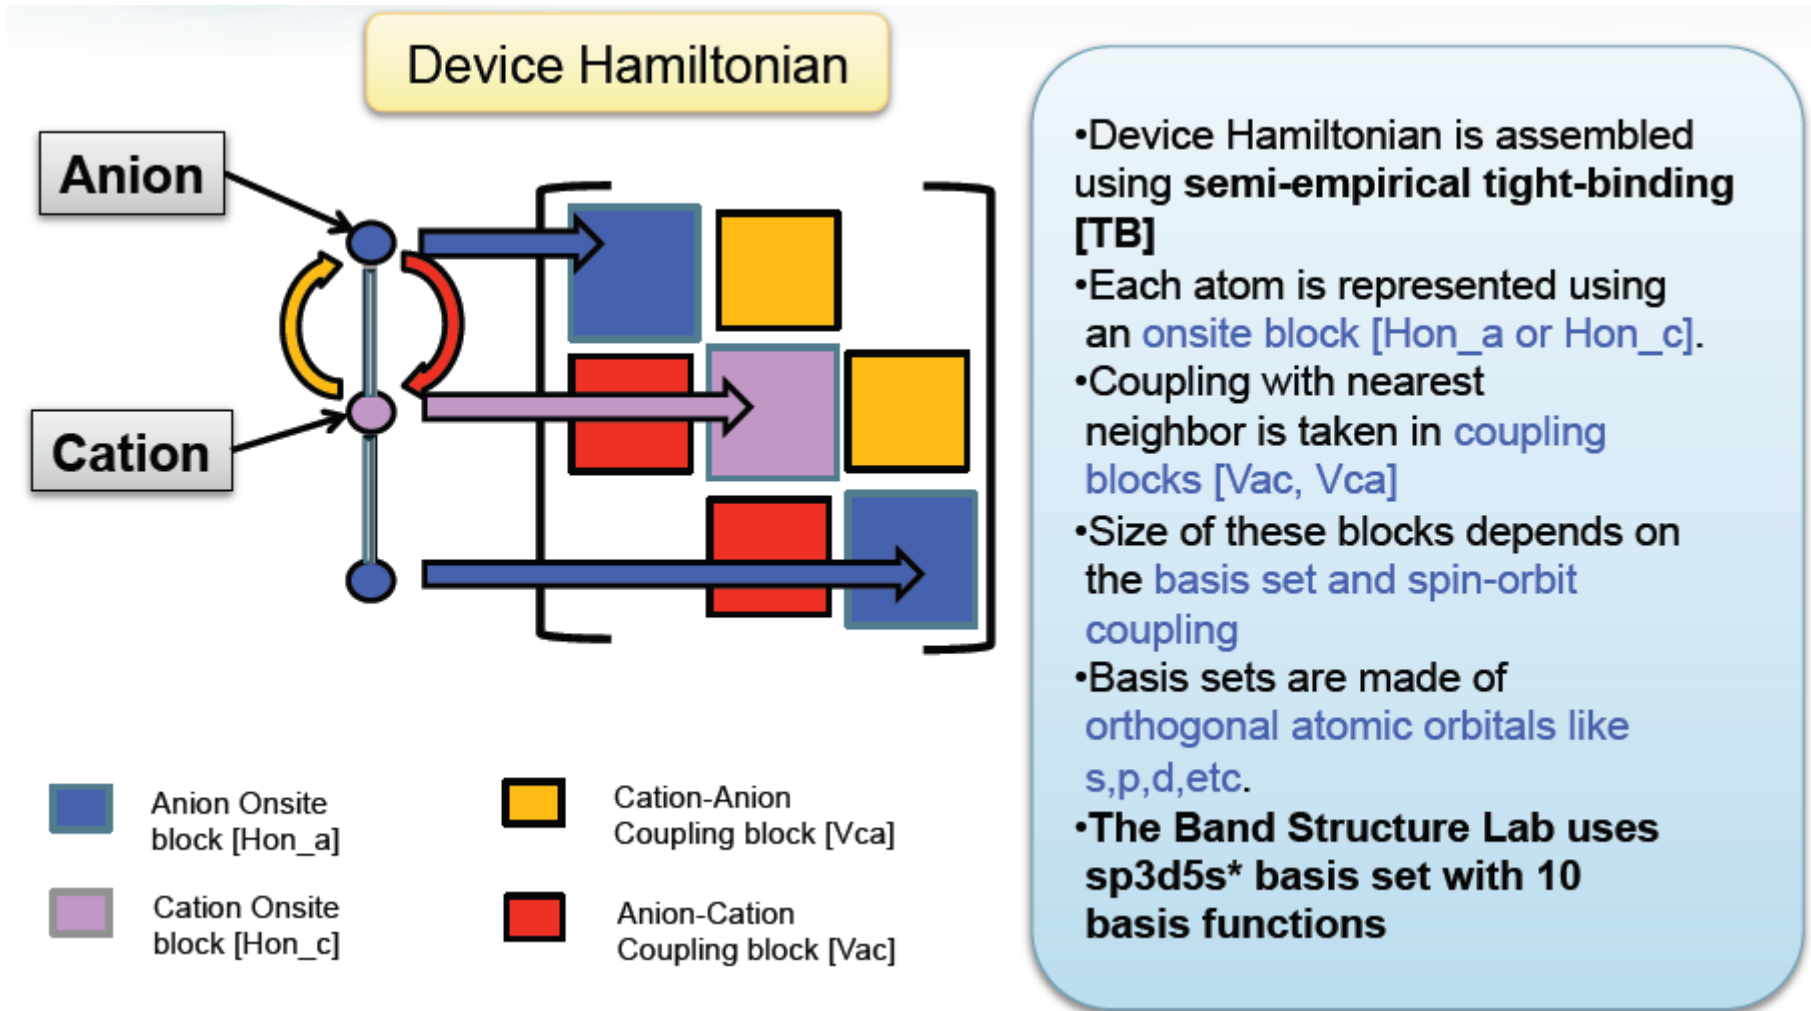 Device Hamiltonian
Anion
Cation
Anion Onsite
block [Hon_a]
Cation Onsite
block [Hon_c]
Cation-Anion
Coupling block [Vca]
Anion-Cation
Coupling block [Vac]
•Device Hamiltonian is assembled
using semi-empirical tight-binding
[TB]
•Each atom is represented using
an onsite block [Hon_a or Hon_c].
•Coupling with nearest
neighbor is taken in coupling
blocks [Vac, Vca]
•Size of these blocks depends on
the basis set and spin-orbit
coupling
•Basis sets are made of
orthogonal atomic orbitals like
s,p,d,etc.
•The Band Structure Lab uses
sp3d5s* basis set with 10
basis functions